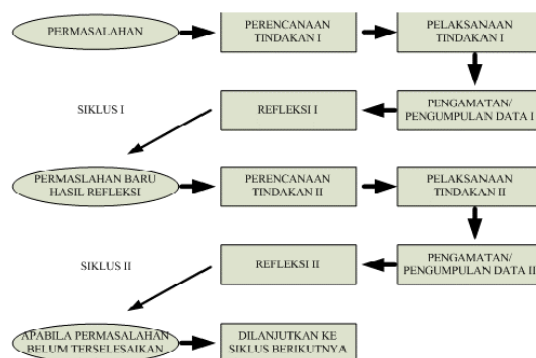 PERMASALAHAN
PERENCANAAN
TINDAKAN I
PELAKSANAAN
TINDAKAN I
SIKLUS I
REFLEKSI I
PENGAMATAN/
PENGUMPULAN DATA I
PERMASLAHAN BARU
HASIL REFLEKSI
PERENCANAAN
TINDAKAN II
PELAKSANAAN
TINDAKAN II
SIKLUS II
REFLEKSI II
PENGAMATAN/
PENGUMPULAN DATA II
APABILA PERMASALAHAN
BELUM TERSELESAIKAN
DILANJUTKAN KE
SIKLUS BERIKUTNYA